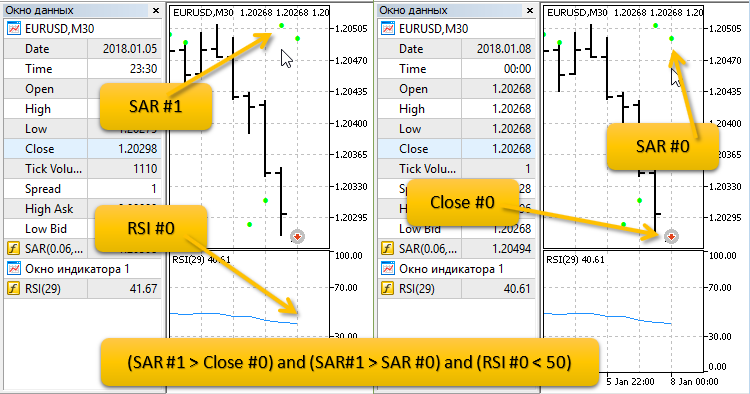 Окно данных
EURUSD,M30
Date 2018.01.05
Time 23:30
Open
High
Low
Close 1.20298
Tick Volu... 1110
Spread 1
High Ask
Low Bid
SAR(0.06,...
Окно индикатора 1
RSI(29) 41.67
EURUSD,M30 1.20268 1.20268 1.20
1.20505
1.20470
1.20435
1.20400
1.20365
1.20330
1.20295
RSI(29) 40.61
100.00
70.00
30.00
SAR #1
RSI #0
Окно данных
EURUSD,M30
Date 2018.01.08
Time 00:00
Open 1.20268
High 1.20268
Low 1.20268
Close 1.20268
Tick Volu... 1
28
High Ask
Low Bid 1.20268
SAR(0.06,... 1.20494
Окно индикатора 1
RSI(29) 40.61
EURUSD,M30 1.20268 1.20268 1.20
1.20505
1.20470
1.20435
1.20400
1.20365
1.20330
1.20295
RSI(29) 40.61
100.00
70.00
0.00
5 Jan 22:00
8 Jan 00:00
SAR #0
Close #0
(SAR #1 > Close #0) and (SAR#1 > SAR #0) and (RSI #0 < 50)